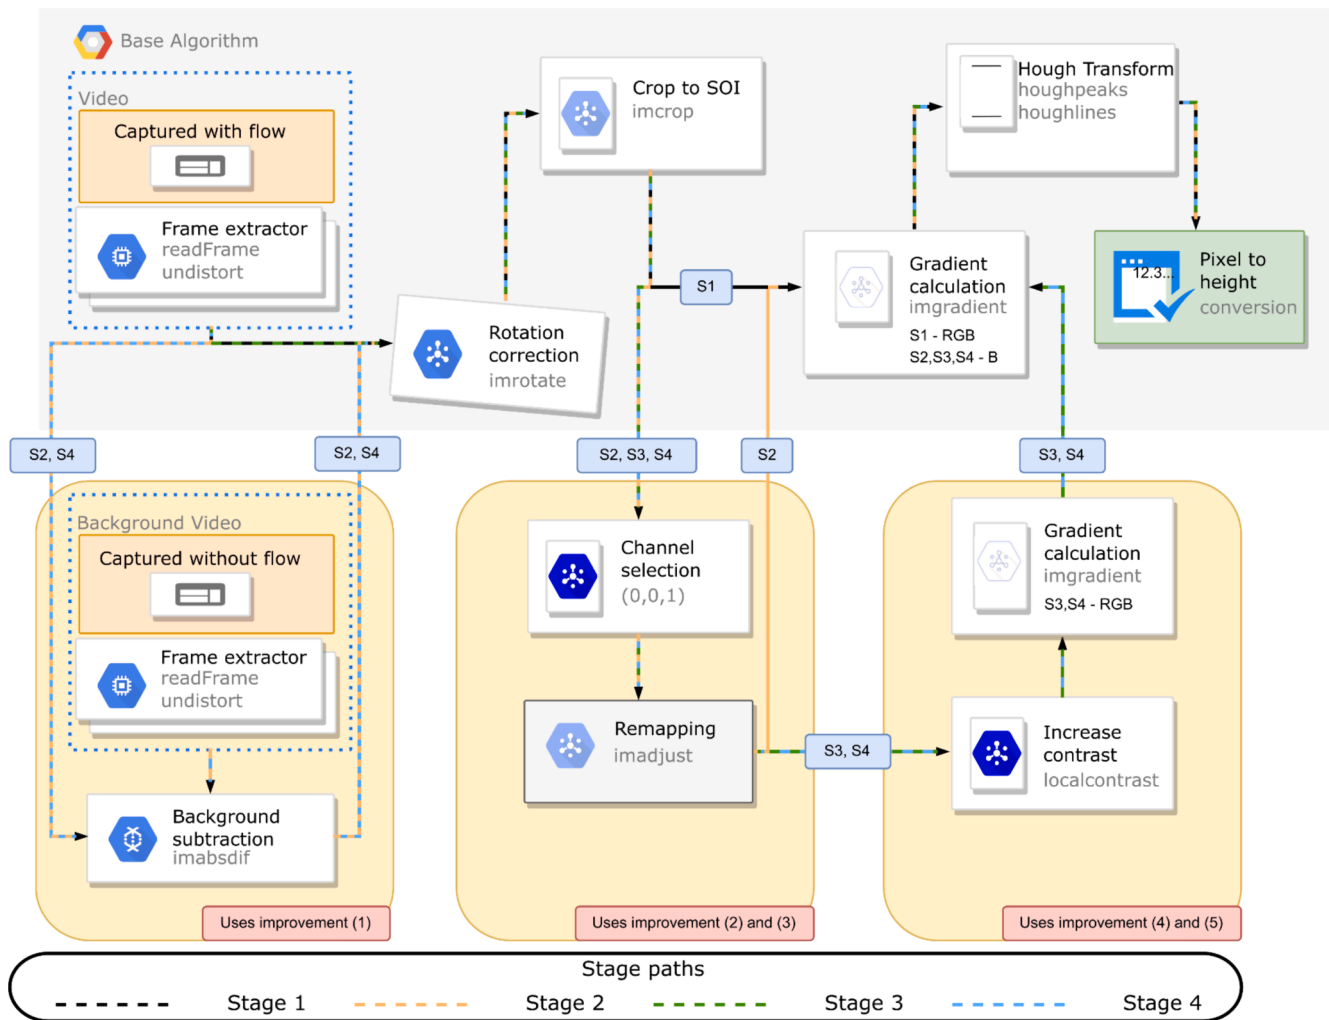 Base Algorithm
Video
Captured with flow
Frame extractor
readFrame
undistort
Rotation
correction
imrotate
Crop to SOI
imcrop
S1
Gradient
calculation
imgradient
S1 - RGB
S2,S3,S4 - B
Hough Transform
houghpeaks
houghlines
12.3...
Pixel to
height
conversion
S2, S4
S2, S4
S2, S3, S4
S2
S3, S4
Background Video
Captured without flow
Frame extractor
readFrame
undistort
Background
subtraction
imabsdif
Uses improvement (1)
Channel
selection
(0,0,1)
Remapping
imadjust
Uses improvement (2) and (3)
S3, S4
Gradient
calculation
imgradient
S3,S4 - RGB
Increase
contrast
localcontrast
Uses improvement (4) and (5)
Stage paths
Stage 1
Stage 2
Stage 3
Stage 4